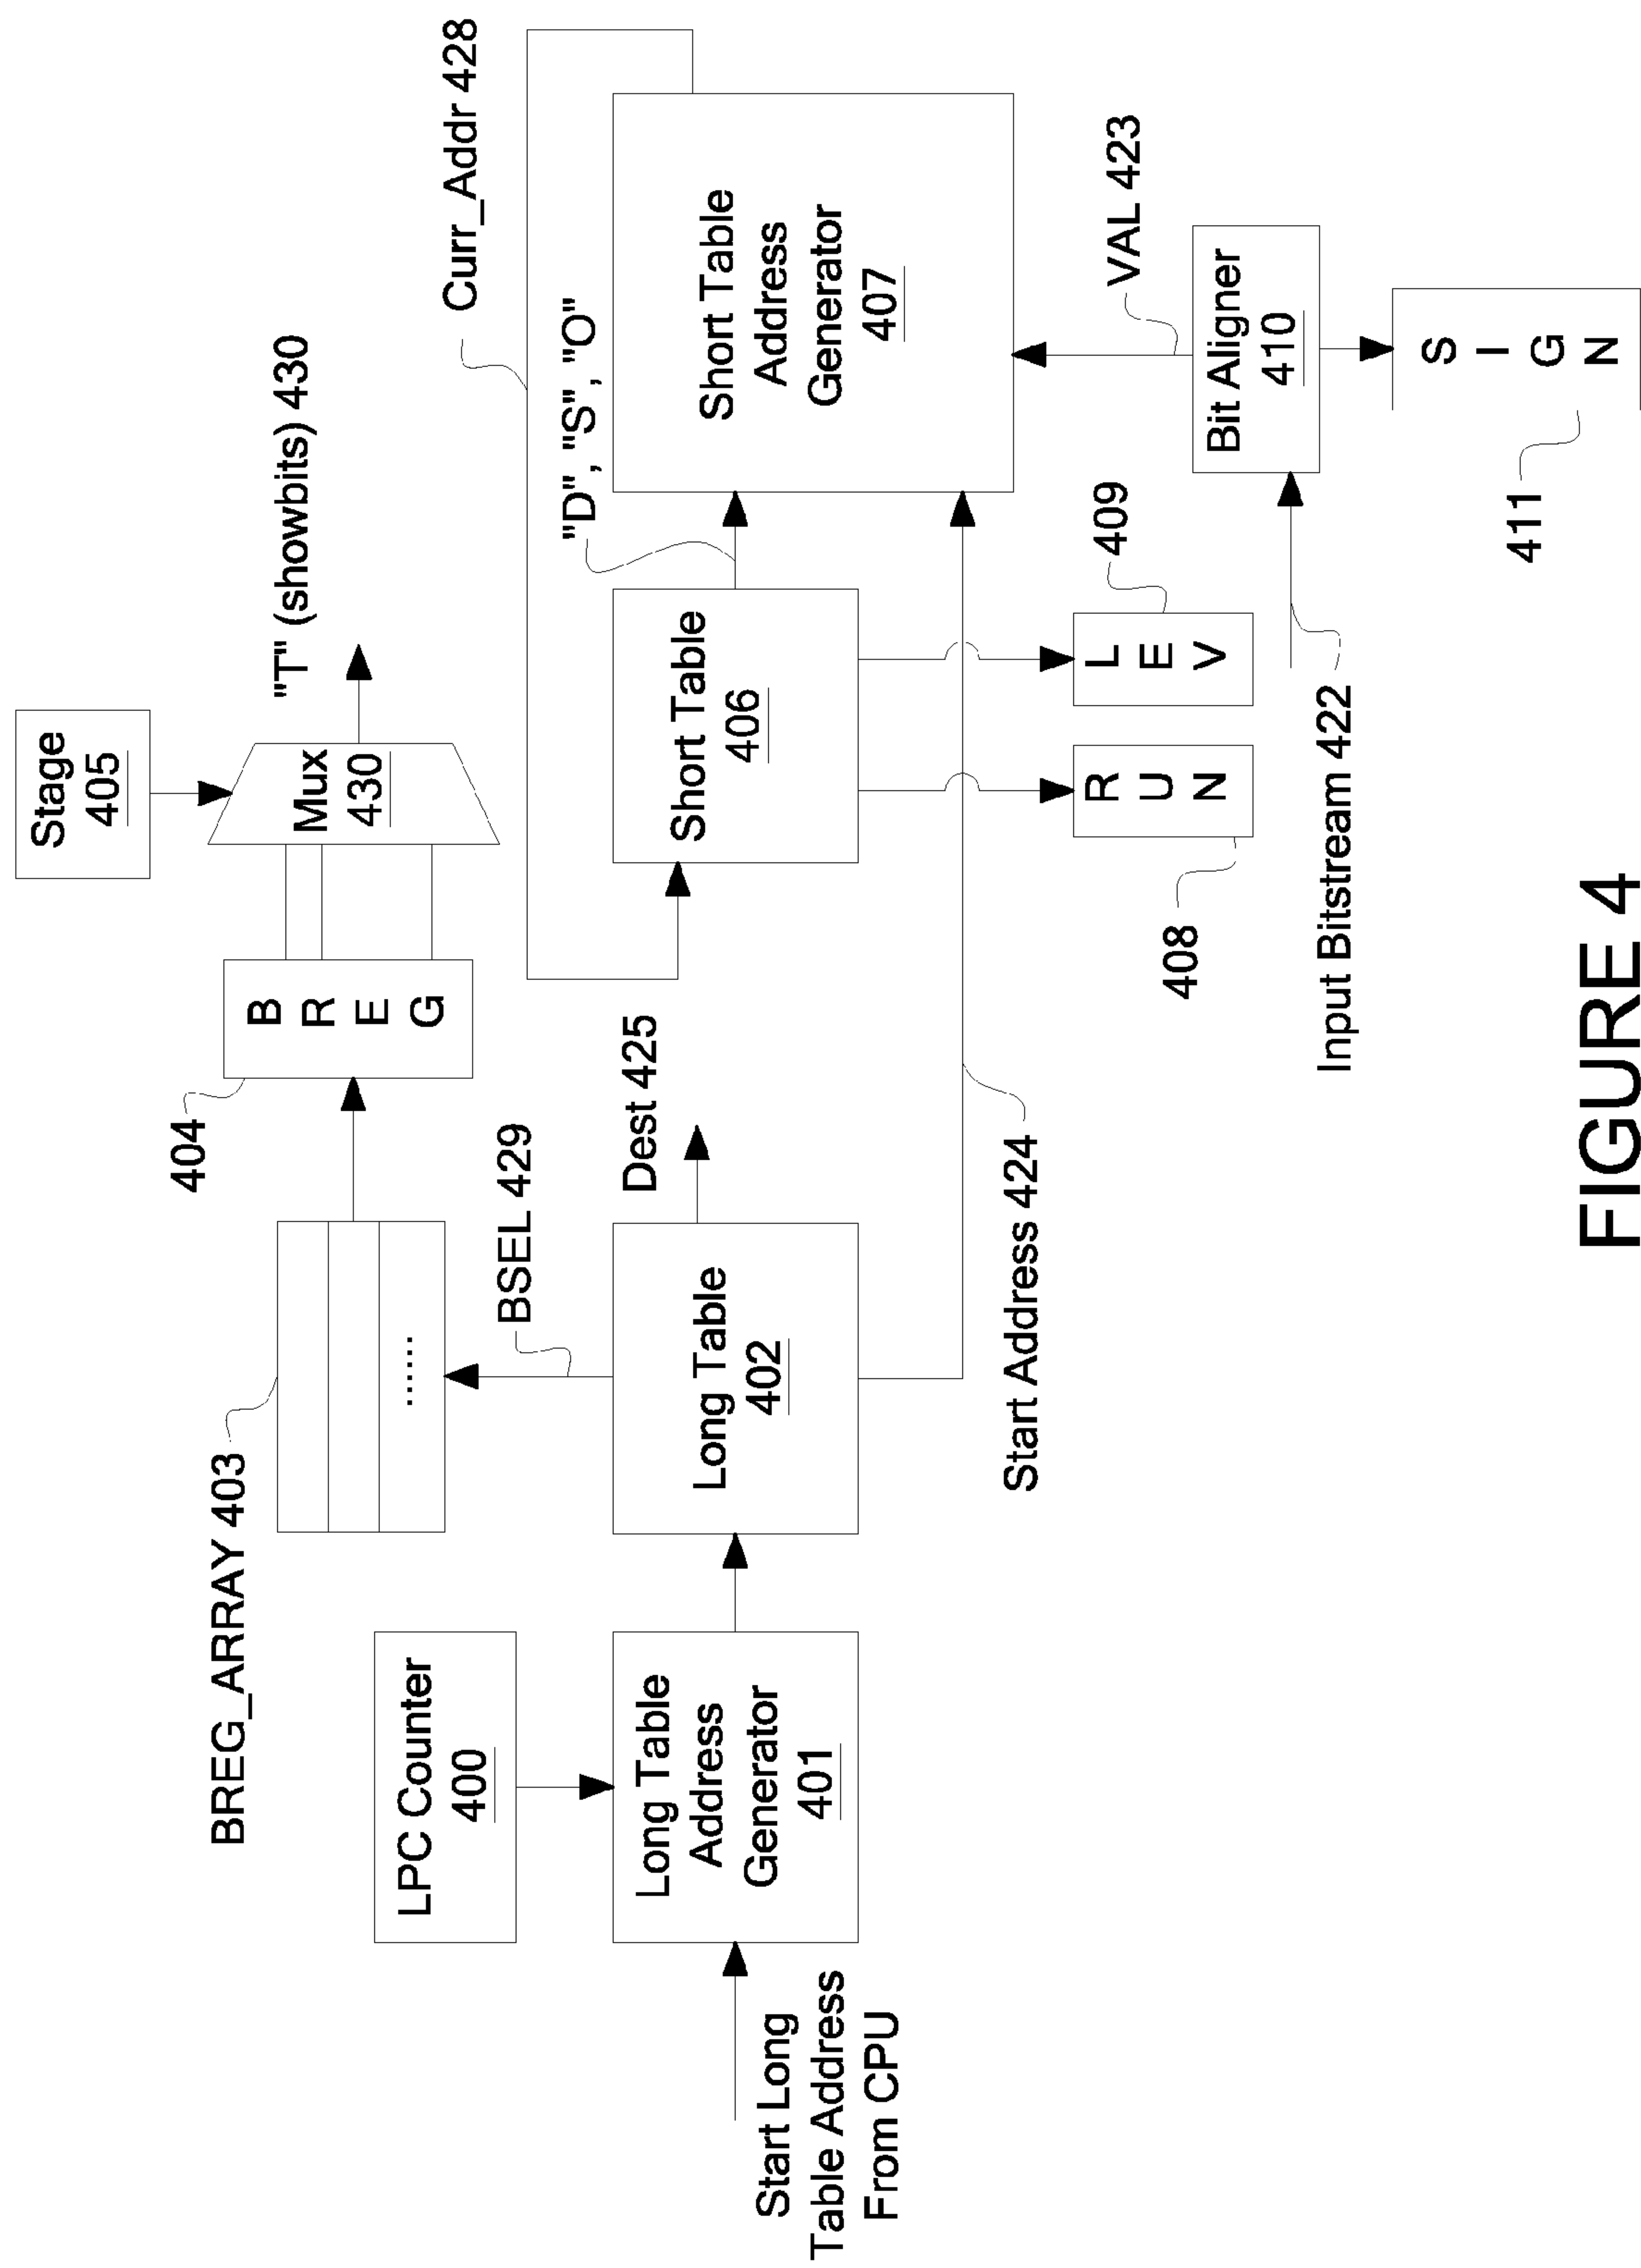 Stage
405
"T" (showbits) 430
Mux
430
B
R
E
G
404
BREG_ARRAY 403
......
BSEL 429
Dest 425
Curr_Addr 428
"D", "S", "O"
LPC Counter
400
Long Table
Address
Generator
401
Long Table
402
Short Table
406
Short Table
Address
Generator
407
Start Long
Table Address
From CPU
Start Address 424
R
U
N
408
L
E
V
409
VAL 423
Bit Aligner
410
Input Bitstream 422
S
I
G
N
411
FIGURE 4